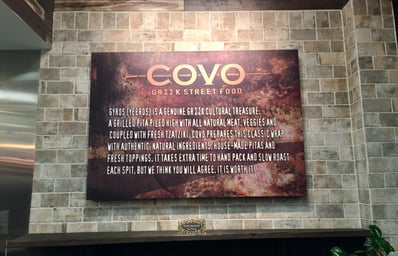 COVO
GRΣΣK STREET FOOD
GYROS (YEEROS) IS A GENUINE GRΣΣK CULTURAL TREASURE.
A GRILLED PITA PILED HIGH WITH ALL NATURAL MEAT, VEGGIES AND
COUPLED WITH FRESH TZATZIKI, COVO PREPARES THIS CLASSIC WRAP
WITH AUTHENTIC, NATURAL INGREDIENTS, HOUSE-MADE PITAS AND
FRESH TOPPINGS. IT TAKES EXTRA TIME TO HAND PACK AND SLOW ROAST
EACH SPIT, BUT WE THINK YOU WILL AGREE, IT IS WORTH IT!